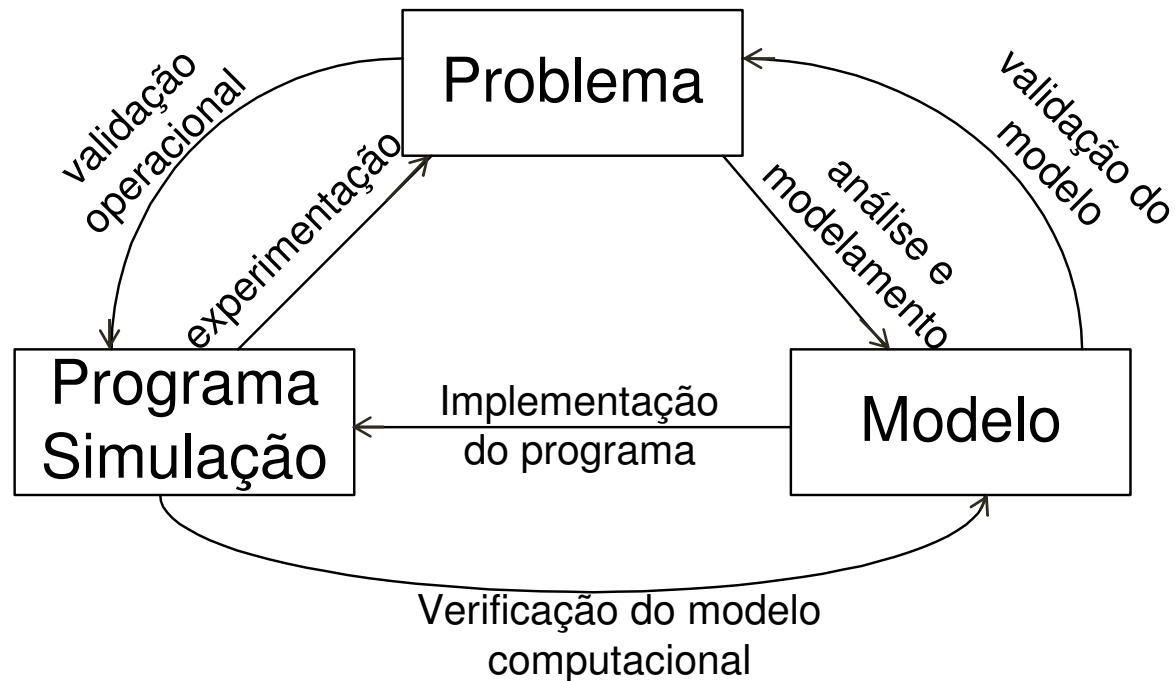 Problema
validação
operacional
experimentação
análise e
modelamento
validação do
modelo
Programa
Simulação
Implementação
do programa
Modelo
Verificação do modelo
computacional